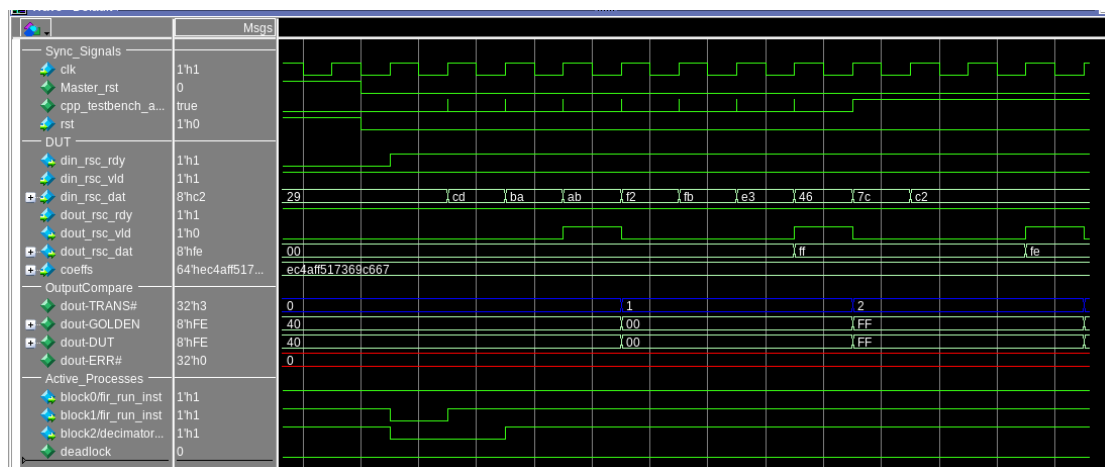 Msgs
Sync_Signals
clk 1'h1
Master_rst 0
cpp_testbench_a... true
rst 1'h0
DUT
din_rsc_rdy 1'h1
din_rsc_vld 1'h1
din_rsc_dat 8'hc2 29 cd ba ab f2 fb e3 46 7c c2
dout_rsc_rdy 1'h1
dout_rsc_vld 1'h0
dout_rsc_dat 8'hfe 00 ff fe
coeffs 64'hec4aff517... ec4aff517369c667
OutputCompare
dout-TRANS# 32'h3 0 1 2
dout-GOLDEN 8'hFE 40 00 FF
dout-DUT 8'hFE 40 00 FF
dout-ERR# 32'h0 0
Active_Processes
block0/fir_run_inst 1'h1
block1/fir_run_inst 1'h1
block2/decimator... 1'h1
deadlock 0